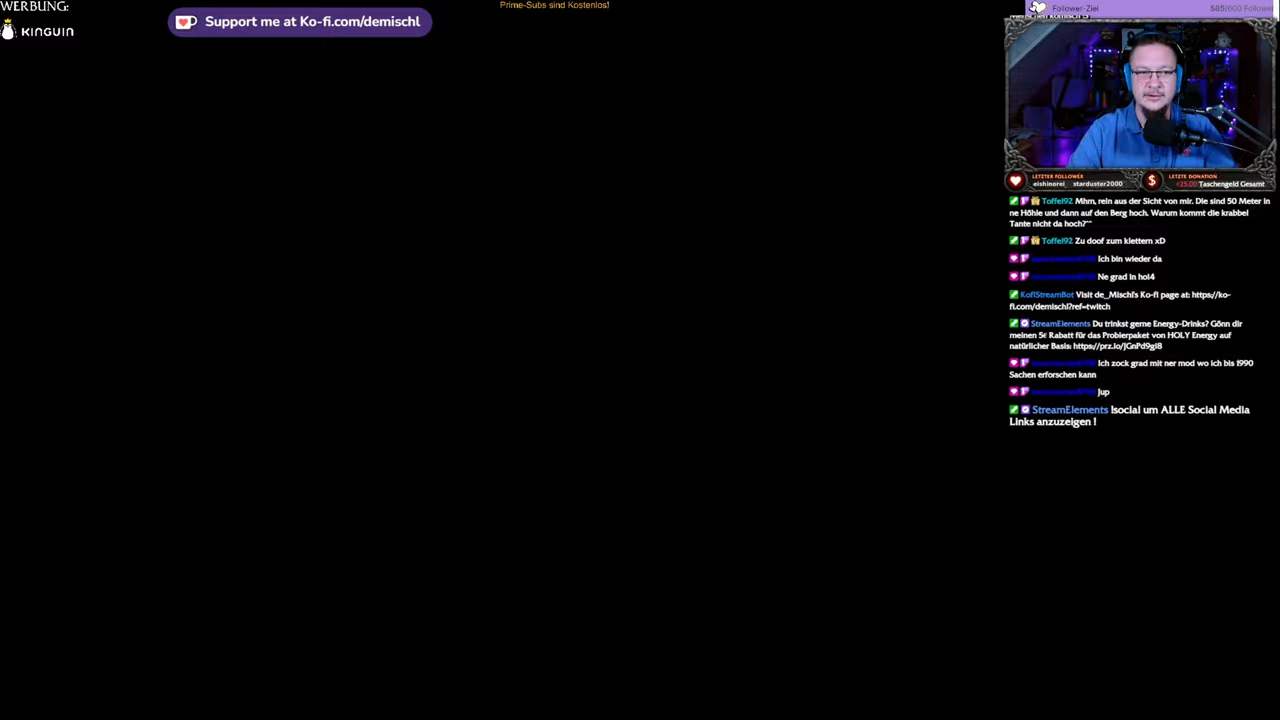 WERBUNG:
KINGUIN
Support me at Ko-fi.com/demischl
Prime-Subs sind Kostenlos!
Follower-Ziel
585/600 Follower
LETZTER FOLLOWER
eishinorei_ starduster2000
LETZTE DONATION
Taschengeld Gesamt
Toffel92 Mhm, rein aus der Sicht von mir. Die sind 50 Meter in
ne Höhle und dann auf den Berg hoch. Warum kommt die krabbel
Tante nicht da hoch?^^
Toffel92 Zu doof zum klettern xD
Ich bin wieder da
Ne grad in hoi4
KofiStreamBot Visit de_Mischl's Ko-fi page at: https://ko-
fi.com/demischl?ref=twitch
StreamElements Du trinkst gerne Energy-Drinks? Gönn dir
meinen 5€ Rabatt für das Probierpaket von HOLY Energy auf
natürlicher Basis: https://prz.io/JGnPd9gI8
Ich zock grad mit ner mod wo ich bis 1990
Sachen erforschen kann
Jup
StreamElements !social um ALLE Social Media
Links anzuzeigen !